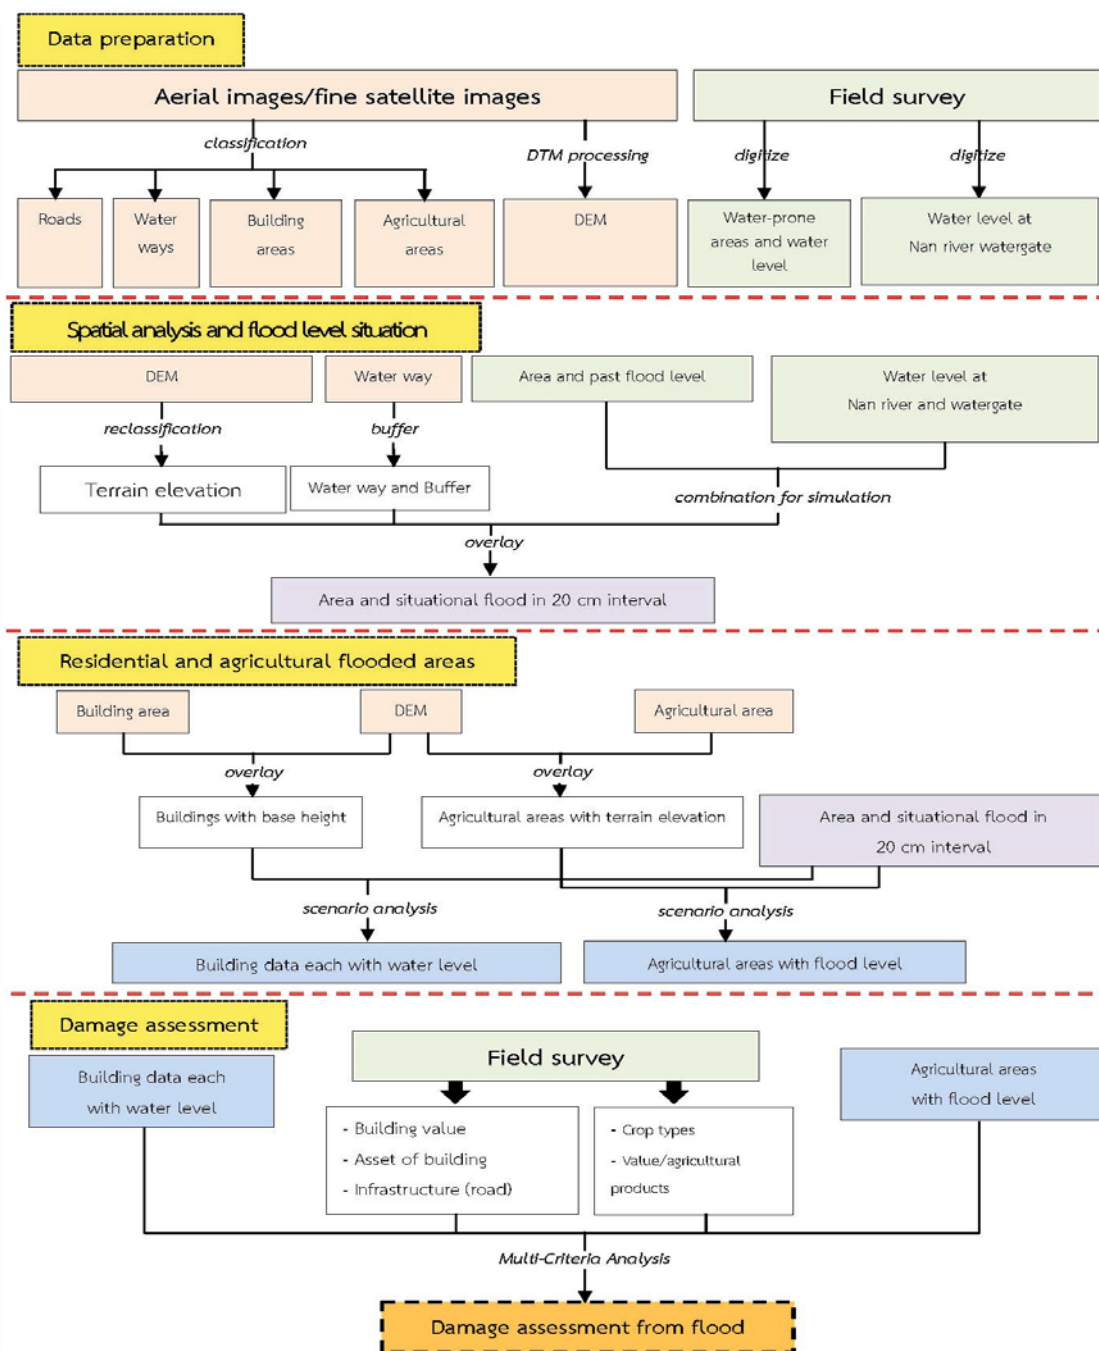 Data preparation
Aerial images/fine satellite images
Field survey
classification
DTM processing
digitize
digitize
Roads
Water
ways
Building
areas
Agricultural
areas
DEM
Water-prone
areas and water
level
Water level at
Nan river watergate
Spatial analysis and flood level situation
DEM
Water way
Area and past flood level
Water level at
Nan river and watergate
reclassification
buffer
Terrain elevation
Water way and Buffer
combination for simulation
overlay
Area and situational flood in 20 cm interval
Residential and agricultural flooded areas
Building area
DEM
Agricultural area
overlay
overlay
Buildings with base height
Agricultural areas with terrain elevation
Area and situational flood in
20 cm interval
scenario analysis
scenario analysis
Building data each with water level
Agricultural areas with flood level
Damage assessment
Building data each
with water level
Field survey
Agricultural areas
with flood level
- Building value
- Asset of building
- Infrastructure (road)
- Crop types
- Value/agricultural
products
Multi-Criteria Analysis
Damage assessment from flood